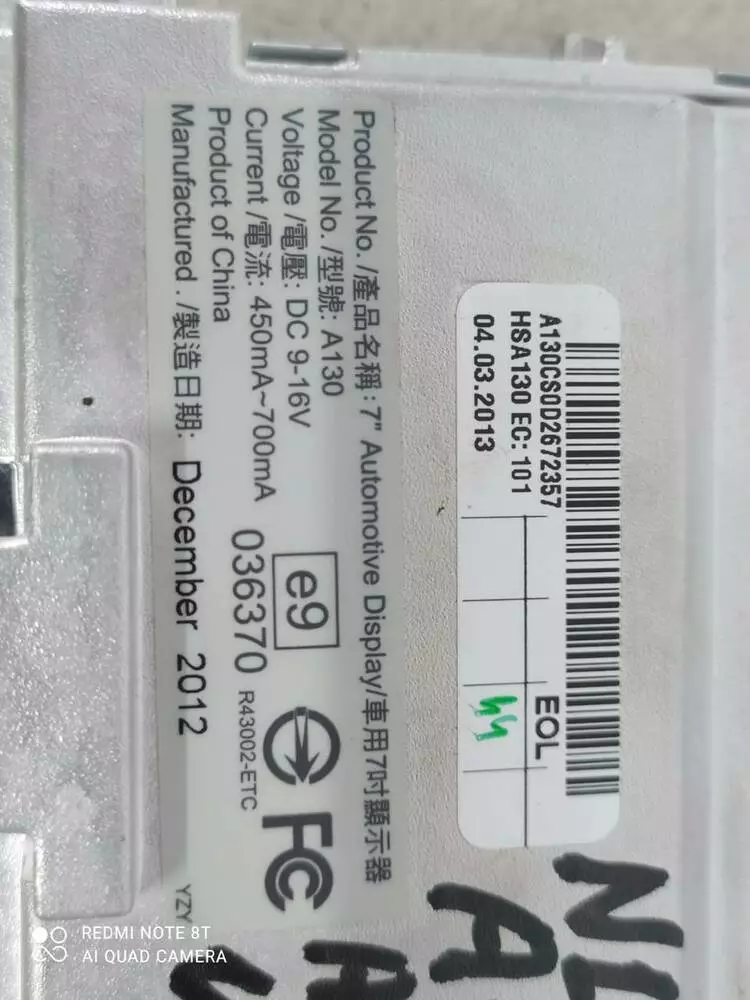 A130CS0D2672357
HSA130 EC: 101
04.03.2013
EOL
Product No. /產品名稱: 7" Automotive Display/車用7吋顯示器
Model No. /型號: A130
Voltage /電壓: DC 9-16V
Current /電流: 450mA~700mA
Product of China
Manufactured . /製造日期: December 2012
e9
036370
R43002-ETC
FC
YZY
REDMI NOTE 8T
AI QUAD CAMERA